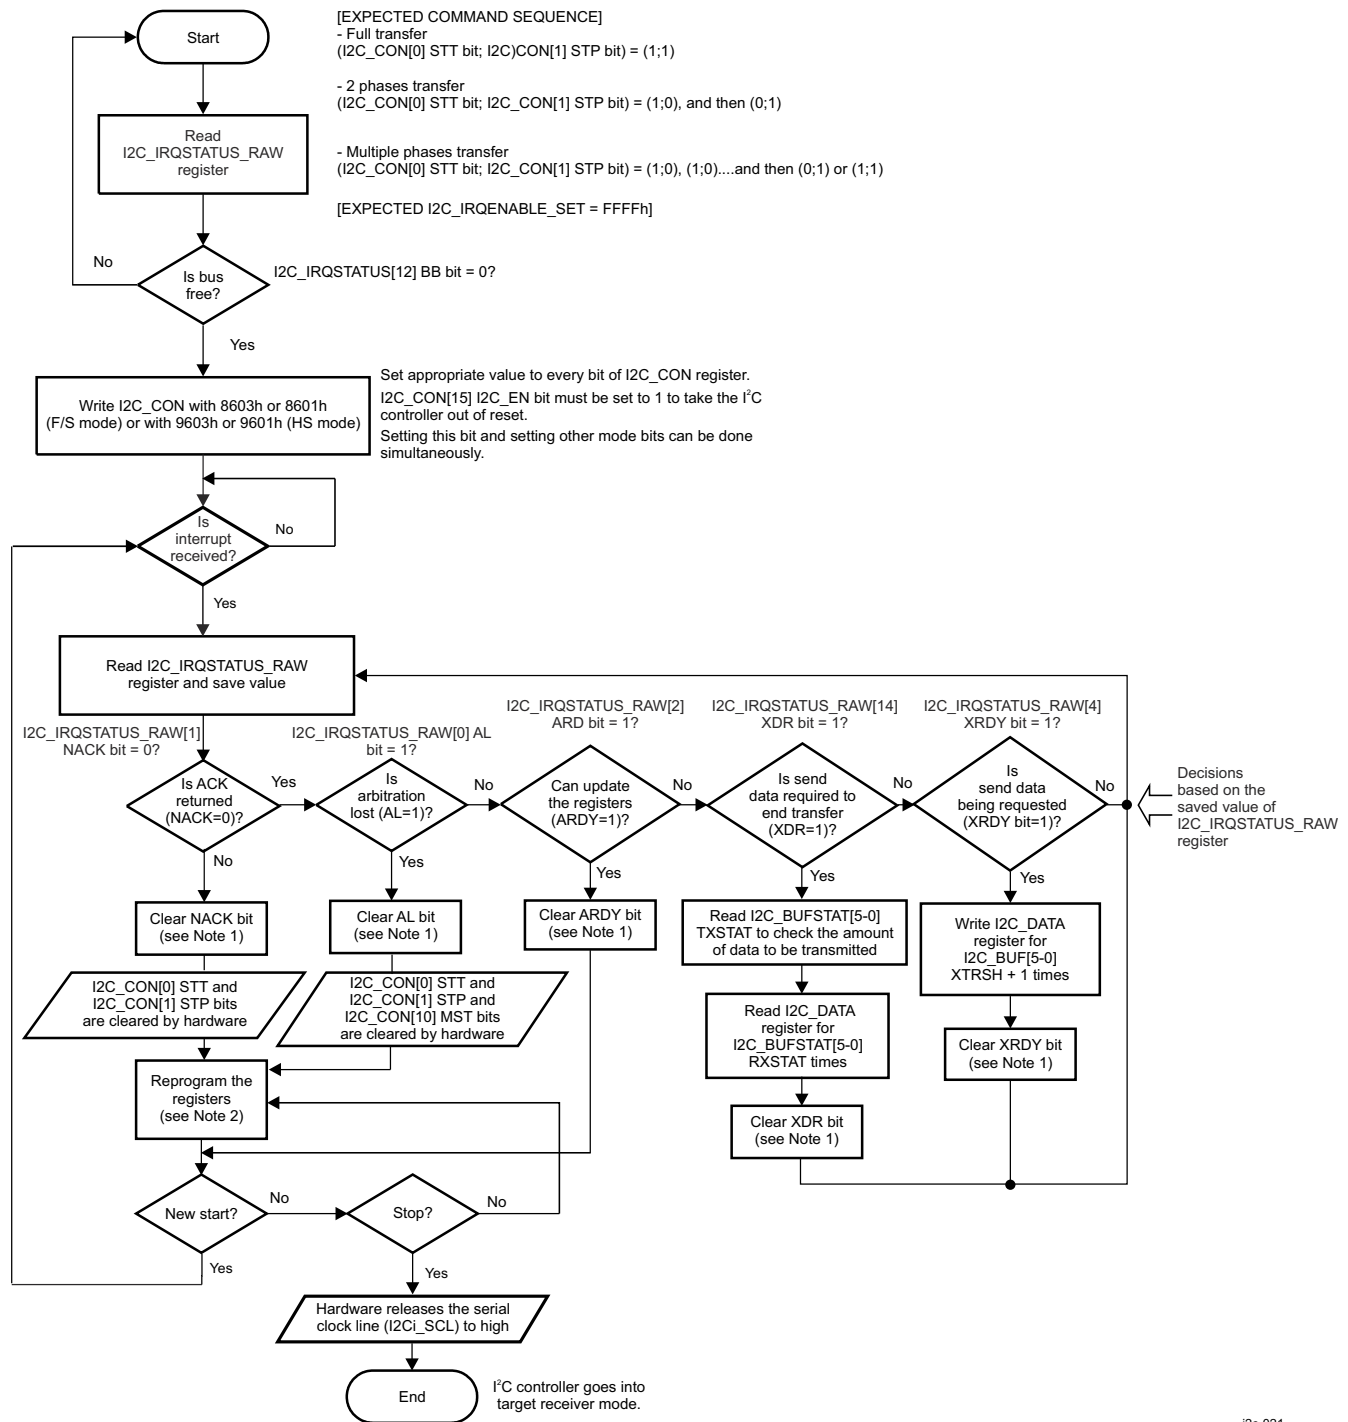 Start
[EXPECTED COMMAND SEQUENCE]
- Full transfer
(I2C_CON[0] STT bit; I2C)CON[1] STP bit) = (1;1)
- 2 phases transfer
(I2C_CON[0] STT bit; I2C_CON[1] STP bit) = (1;0), and then (0;1)
- Multiple phases transfer
(I2C_CON[0] STT bit; I2C_CON[1] STP bit) = (1;0), (1;0)....and then (0;1) or (1;1)
[EXPECTED I2C_IRQENABLE_SET = FFFFh]
Read
I2C_IRQSTATUS_RAW
register
No
Is bus
free?
I2C_IRQSTATUS[12] BB bit = 0?
Yes
Write I2C_CON with 8603h or 8601h
(F/S mode) or with 9603h or 9601h (HS mode)
Set appropriate value to every bit of I2C_CON register.
I2C_CON[15] I2C_EN bit must be set to 1 to take the I²C
controller out of reset.
Setting this bit and setting other mode bits can be done
simultaneously.
Is
interrupt
received?
No
Yes
Read I2C_IRQSTATUS_RAW
register and save value
I2C_IRQSTATUS_RAW[1]
NACK bit = 0?
I2C_IRQSTATUS_RAW[0] AL
bit = 1?
I2C_IRQSTATUS_RAW[2]
ARD bit = 1?
I2C_IRQSTATUS_RAW[14]
XDR bit = 1?
I2C_IRQSTATUS_RAW[4]
XRDY bit = 1?
Is ACK
returned
(NACK=0)?
Yes
Is
arbitration
lost (AL=1)?
No
Can update
the registers
(ARDY=1)?
No
Is send
data required to
end transfer
(XDR=1)?
No
Is
send data
being requested
(XRDY bit=1)?
No
Decisions
based on the
saved value of
I2C_IRQSTATUS_RAW
register
No
Yes
Yes
Yes
Yes
Clear NACK bit
(see Note 1)
Clear AL bit
(see Note 1)
Clear ARDY bit
(see Note 1)
Read I2C_BUFSTAT[5-0]
TXSTAT to check the amount
of data to be transmitted
Write I2C_DATA
register for
I2C_BUF[5-0]
XTRSH + 1 times
I2C_CON[0] STT and
I2C_CON[1] STP bits
are cleared by hardware
I2C_CON[0] STT and
I2C_CON[1] STP and
I2C_CON[10] MST bits
are cleared by hardware
Read I2C_DATA
register for
I2C_BUFSTAT[5-0]
RXSTAT times
Clear XRDY bit
(see Note 1)
Reprogram the
registers
(see Note 2)
Clear XDR bit
(see Note 1)
New start?
No
Stop?
No
Yes
Yes
Hardware releases the serial
clock line (I2Ci_SCL) to high
End
I²C controller goes into
target receiver mode.